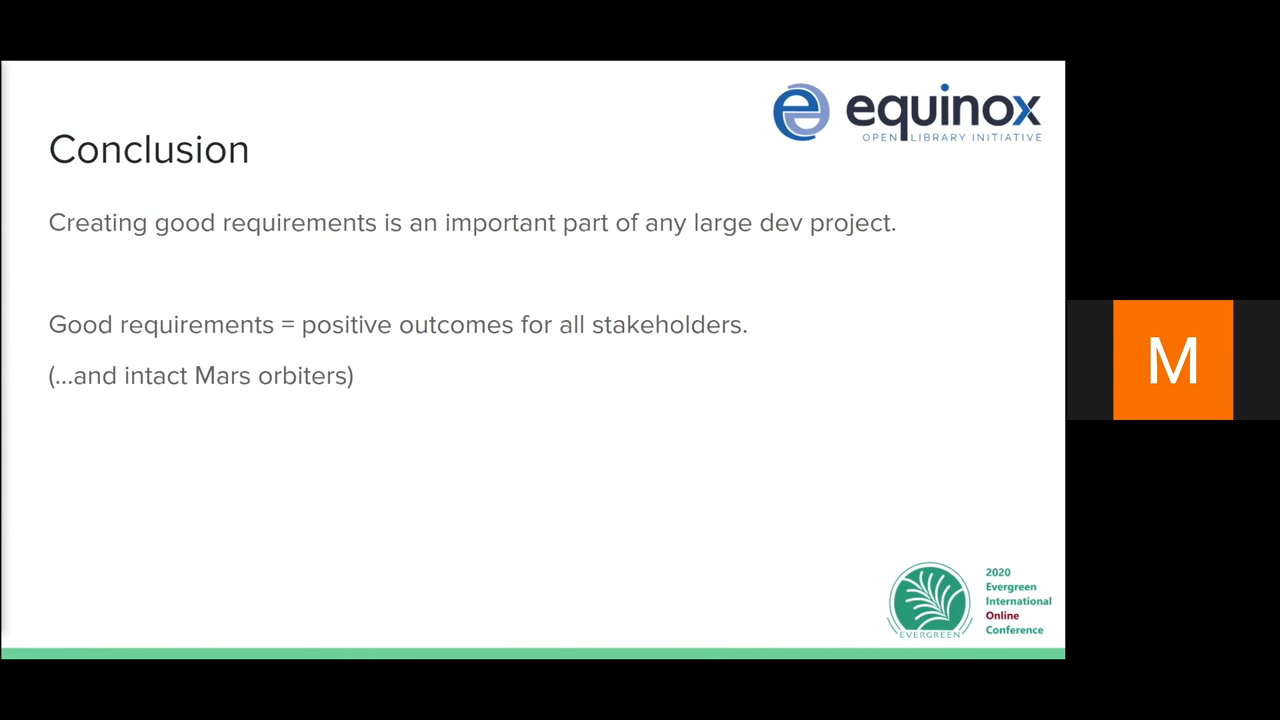 equinox
OPEN LIBRARY INITIATIVE
Conclusion
Creating good requirements is an important part of any large dev project.
Good requirements = positive outcomes for all stakeholders.
(...and intact Mars orbiters)
M
EVERGREEN
2020
Evergreen
International
Online
Conference